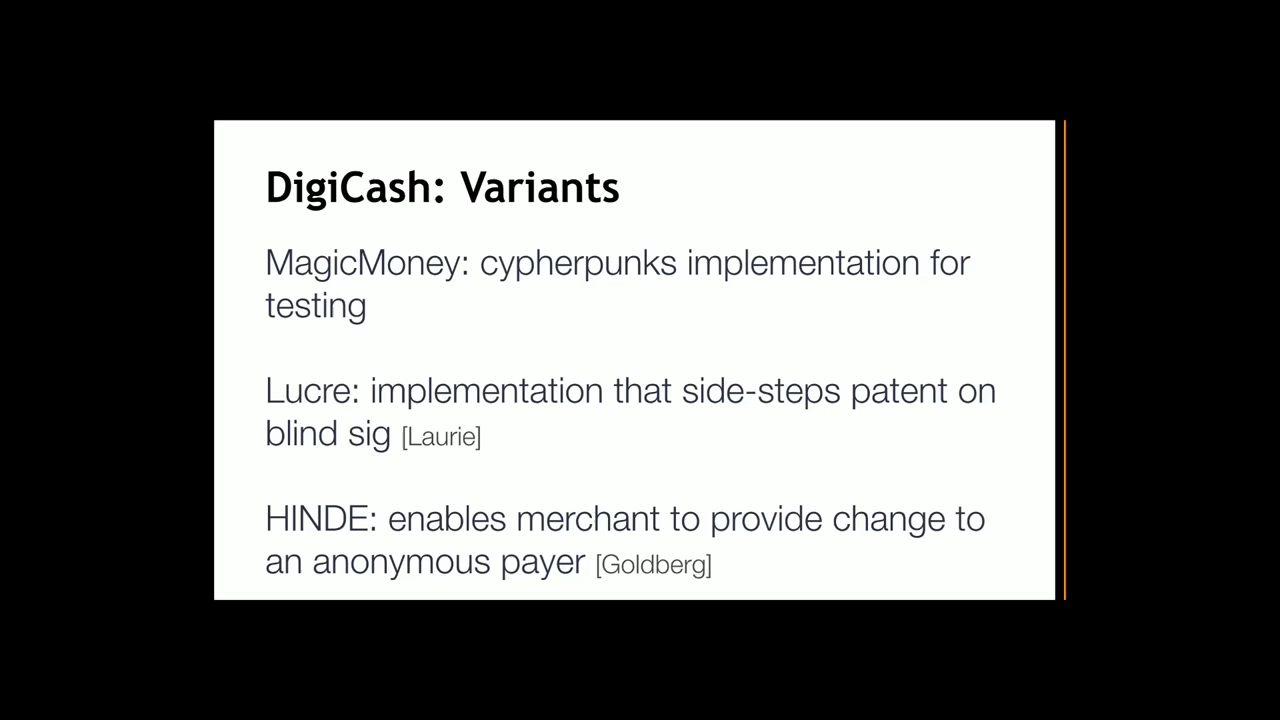 DigiCash: Variants
MagicMoney: cypherpunks implementation for
testing
Lucre: implementation that side-steps patent on
blind sig [Laurie]
HINDE: enables merchant to provide change to
an anonymous payer [Goldberg]